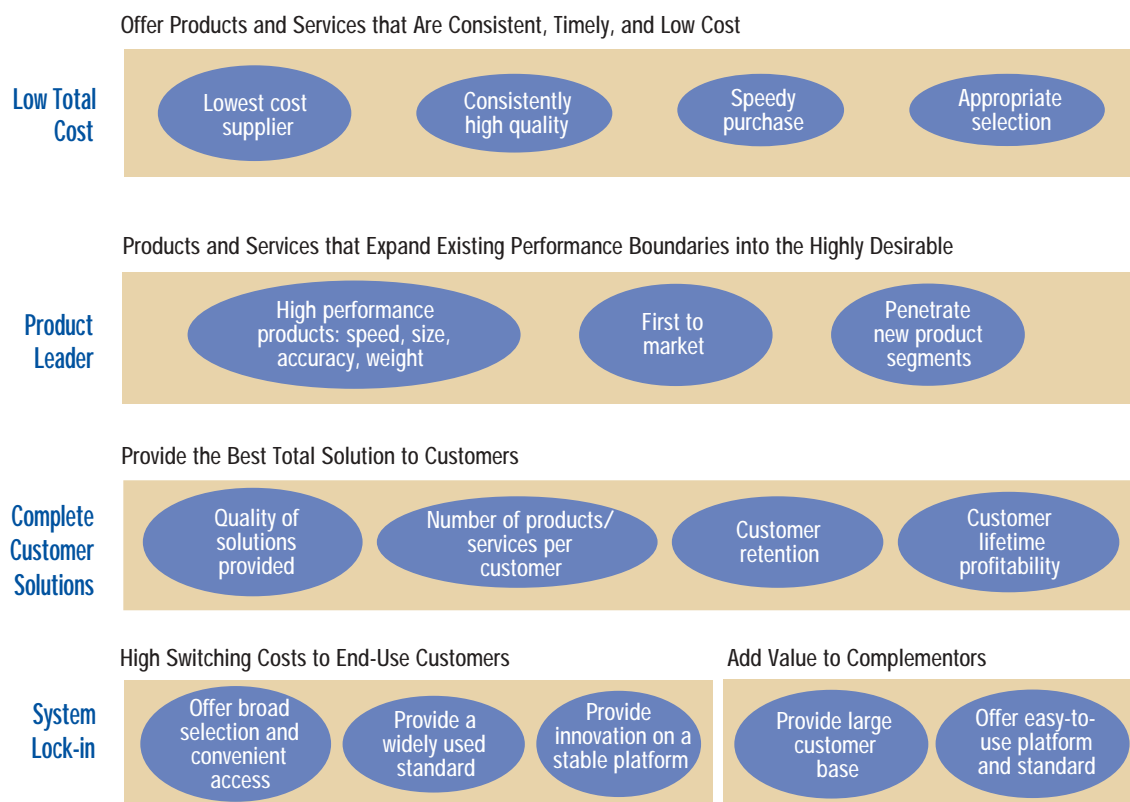 Offer Products and Services that Are Consistent, Timely, and Low Cost
Low Total
Cost
Lowest cost
supplier
Consistently
high quality
Speedy
purchase
Appropriate
selection
Products and Services that Expand Existing Performance Boundaries into the Highly Desirable
Product
Leader
High performance
products: speed, size,
accuracy, weight
First to
market
Penetrate
new product
segments
Provide the Best Total Solution to Customers
Complete
Customer
Solutions
Quality of
solutions
provided
Number of products/
services per
customer
Customer
retention
Customer
lifetime
profitability
High Switching Costs to End-Use Customers
Add Value to Complementors
System
Lock-in
Offer broad
selection and
convenient
access
Provide a
widely used
standard
Provide
innovation on a
stable platform
Provide large
customer
base
Offer easy-to-
use platform
and standard